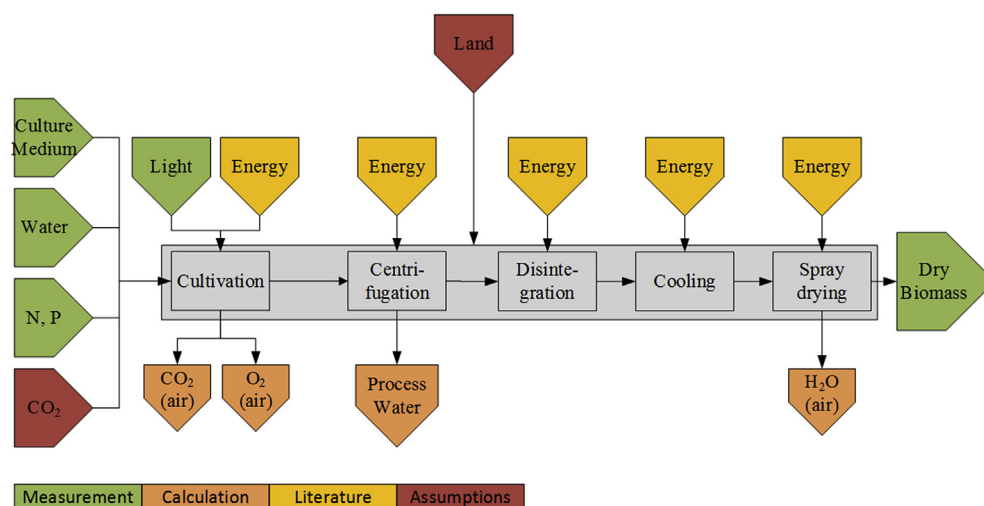 Land
Culture
Medium
Light
Energy
Energy
Energy
Energy
Energy
Water
Cultivation
Centri-
fugation
Disinte-
gration
Cooling
Spray
drying
Dry
Biomass
N, P
CO₂
CO₂
(air)
O₂
(air)
Process
Water
H₂O
(air)
Measurement
Calculation
Literature
Assumptions